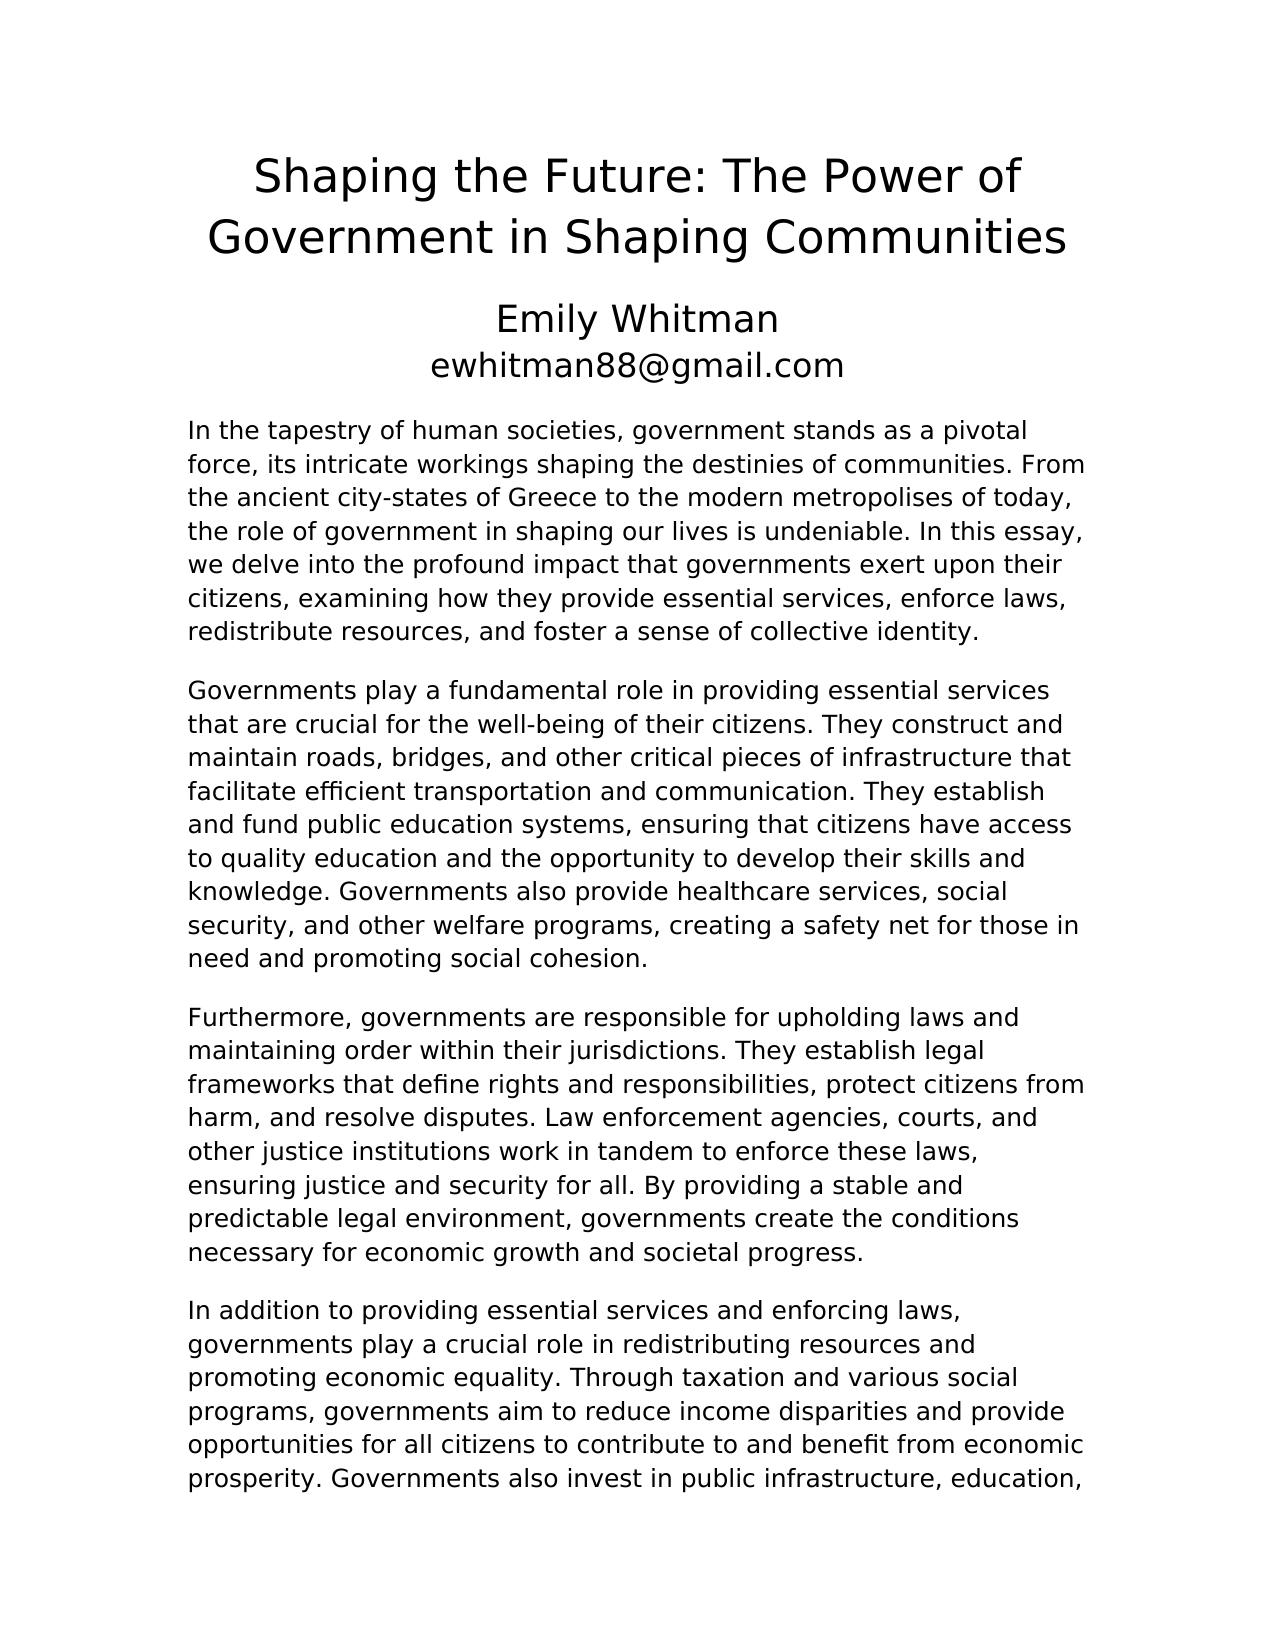 Shaping the Future: The Power of
Government in Shaping Communities
Emily Whitman
ewhitman88@gmail.com
In the tapestry of human societies, government stands as a pivotal
force, its intricate workings shaping the destinies of communities. From
the ancient city-states of Greece to the modern metropolises of today,
the role of government in shaping our lives is undeniable. In this essay,
we delve into the profound impact that governments exert upon their
citizens, examining how they provide essential services, enforce laws,
redistribute resources, and foster a sense of collective identity.
Governments play a fundamental role in providing essential services
that are crucial for the well-being of their citizens. They construct and
maintain roads, bridges, and other critical pieces of infrastructure that
facilitate efficient transportation and communication. They establish
and fund public education systems, ensuring that citizens have access
to quality education and the opportunity to develop their skills and
knowledge. Governments also provide healthcare services, social
security, and other welfare programs, creating a safety net for those in
need and promoting social cohesion.
Furthermore, governments are responsible for upholding laws and
maintaining order within their jurisdictions. They establish legal
frameworks that define rights and responsibilities, protect citizens from
harm, and resolve disputes. Law enforcement agencies, courts, and
other justice institutions work in tandem to enforce these laws,
ensuring justice and security for all. By providing a stable and
predictable legal environment, governments create the conditions
necessary for economic growth and societal progress.
In addition to providing essential services and enforcing laws,
governments play a crucial role in redistributing resources and
promoting economic equality. Through taxation and various social
programs, governments aim to reduce income disparities and provide
opportunities for all citizens to contribute to and benefit from economic
prosperity. Governments also invest in public infrastructure, education,